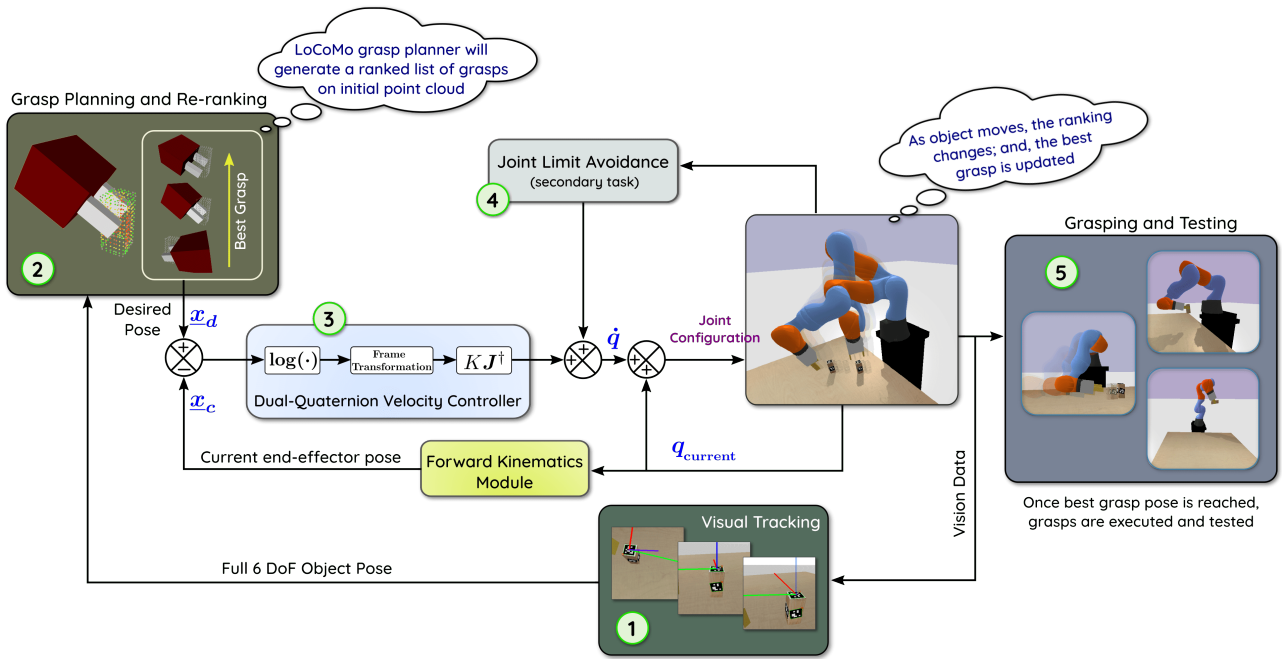 LoCoMo grasp planner will
generate a ranked list of grasps
on initial point cloud
Grasp Planning and Re-ranking
Best Grasp
2
As object moves, the ranking
changes; and, the best
grasp is updated
Joint Limit Avoidance
(secondary task)
4
Grasping and Testing
5
Desired
Pose
x_d
+
−
x_c
3
log(·)
Frame
Transformation
K J†
Dual-Quaternion Velocity Controller
+
+
q̇
+
+
Joint
Configuration
q_current
Current end-effector pose
Forward Kinematics
Module
Vision Data
Once best grasp pose is reached,
grasps are executed and tested
Visual Tracking
Full 6 DoF Object Pose
1